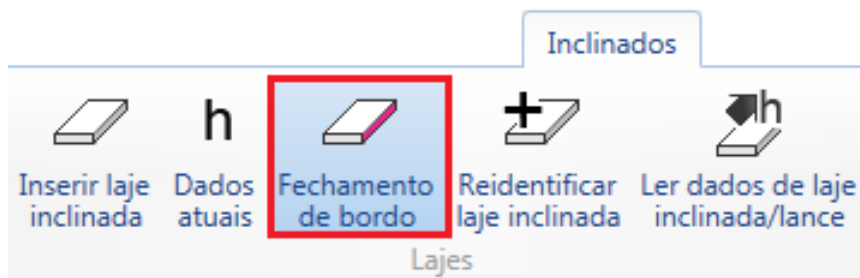 Inclinados
h
h
Inserir laje
inclinada
Dados
atuais
Fechamento
de bordo
Reidentificar
laje inclinada
Ler dados de laje
inclinada/lance
Lajes